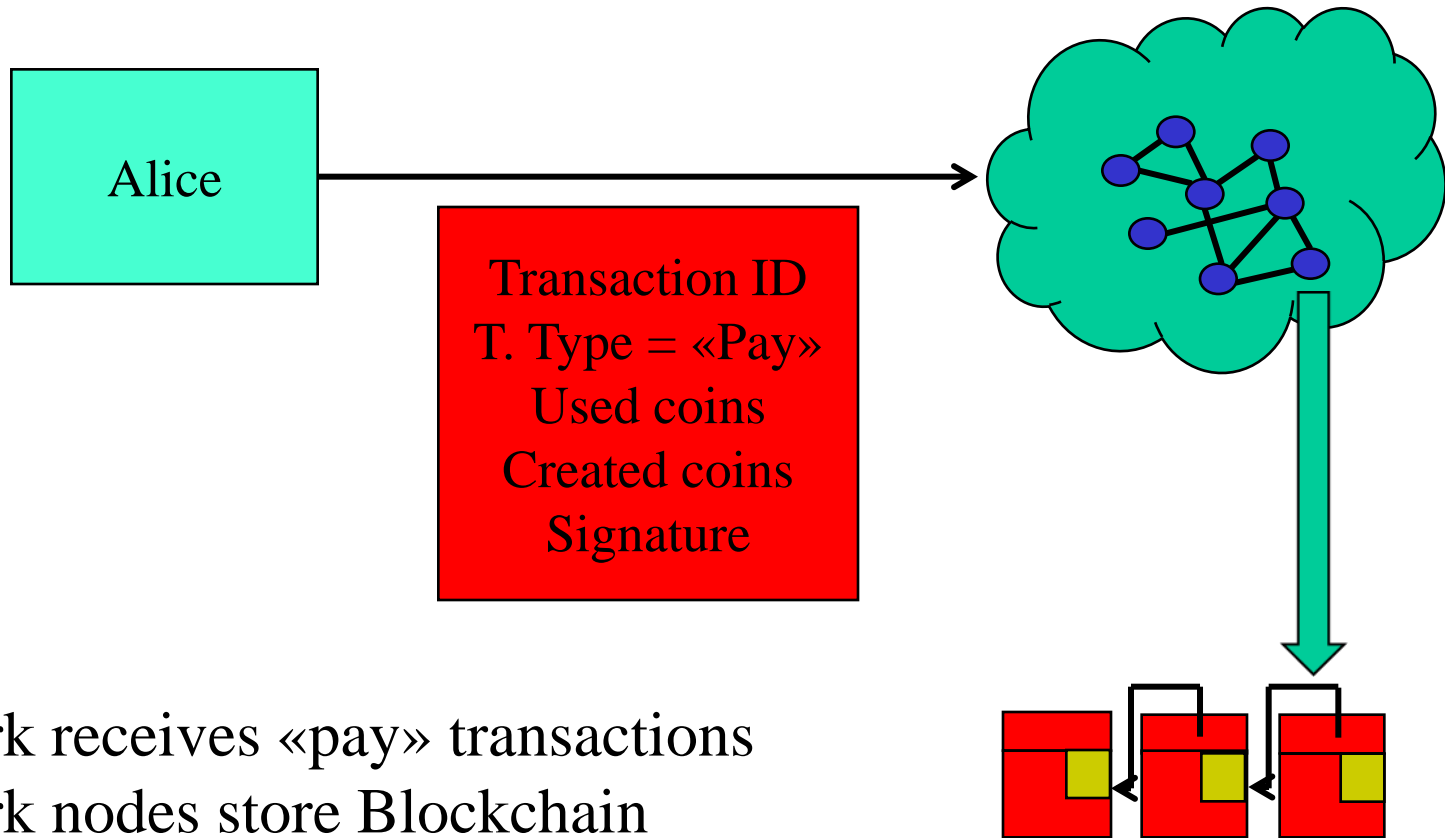 Alice
Transaction ID
T. Type = «Pay»
Used coins
Created coins
Signature
rk receives «pay» transactions
rk nodes store Blockchain